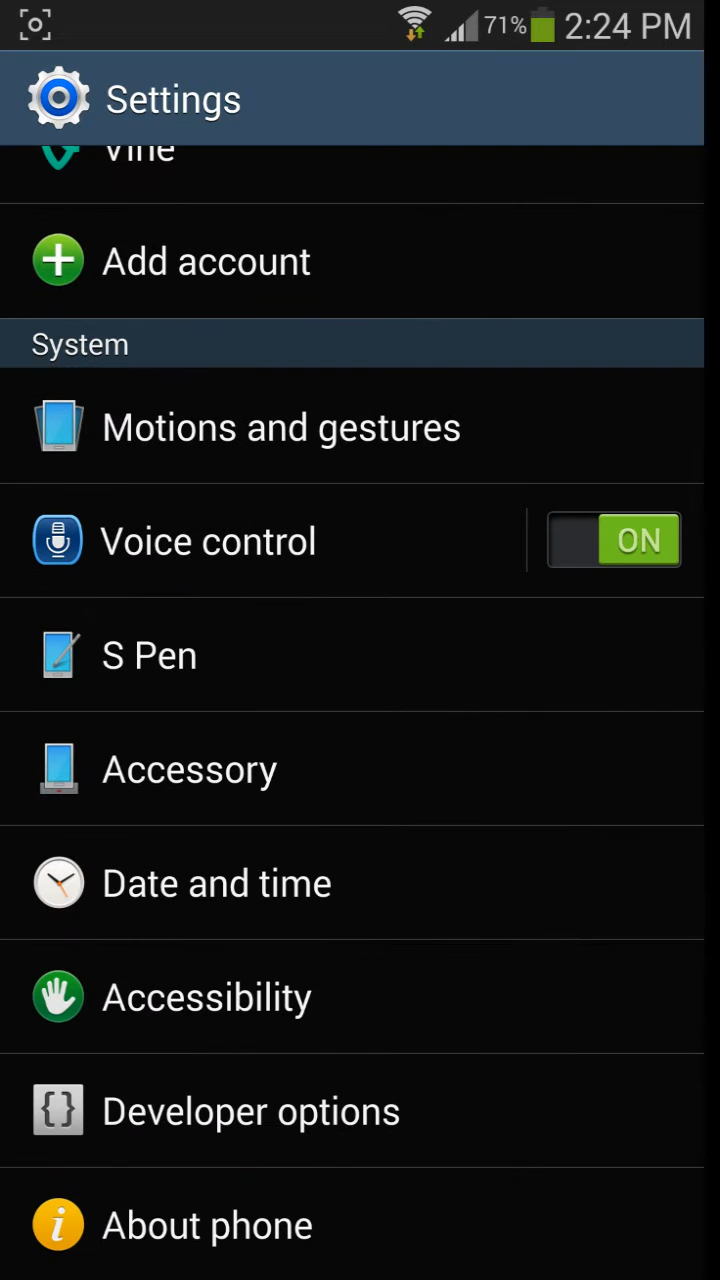 71% 2:24 PM
Settings
Vine
Add account
System
Motions and gestures
Voice control ON
S Pen
Accessory
Date and time
Accessibility
Developer options
About phone